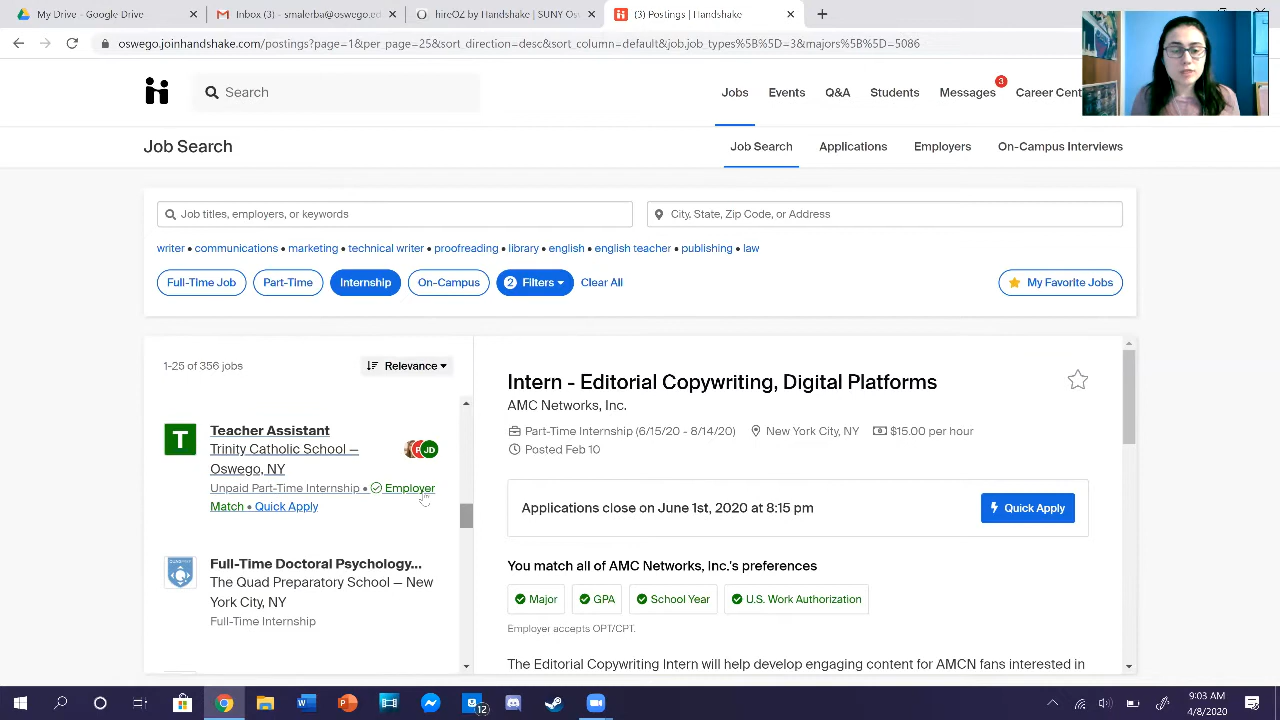 My Drive - Google Drive
Inbox (3) - emalerba@oswego.ed
hireOZ by Handshake | SUNY Osw
(3) Postings | Handshake
oswego.joinhandshake.com/postings?page=1&per_page=25&sort_direction=desc&sort_column=default&job.job_types%5B%5D=3&majors%5B%5D=5086
Search
Jobs Events Q&A Students Messages 3 Career Cent
Job Search
Job Search Applications Employers On-Campus Interviews
Job titles, employers, or keywords
City, State, Zip Code, or Address
writer • communications • marketing • technical writer • proofreading • library • english • english teacher • publishing • law
Full-Time Job Part-Time Internship On-Campus 2 Filters Clear All My Favorite Jobs
1-25 of 356 jobs Relevance
T
Teacher Assistant
Trinity Catholic School —
Oswego, NY
JD
Unpaid Part-Time Internship • Employer
Match • Quick Apply
Full-Time Doctoral Psychology...
The Quad Preparatory School — New
York City, NY
Full-Time Internship
Intern - Editorial Copywriting, Digital Platforms
AMC Networks, Inc.
Part-Time Internship (6/15/20 - 8/14/20) New York City, NY $15.00 per hour
Posted Feb 10
Applications close on June 1st, 2020 at 8:15 pm Quick Apply
You match all of AMC Networks, Inc.'s preferences
Major GPA School Year U.S. Work Authorization
Employer accepts OPT/CPT.
The Editorial Copywriting Intern will help develop engaging content for AMCN fans interested in
12
9:03 AM
4/8/2020